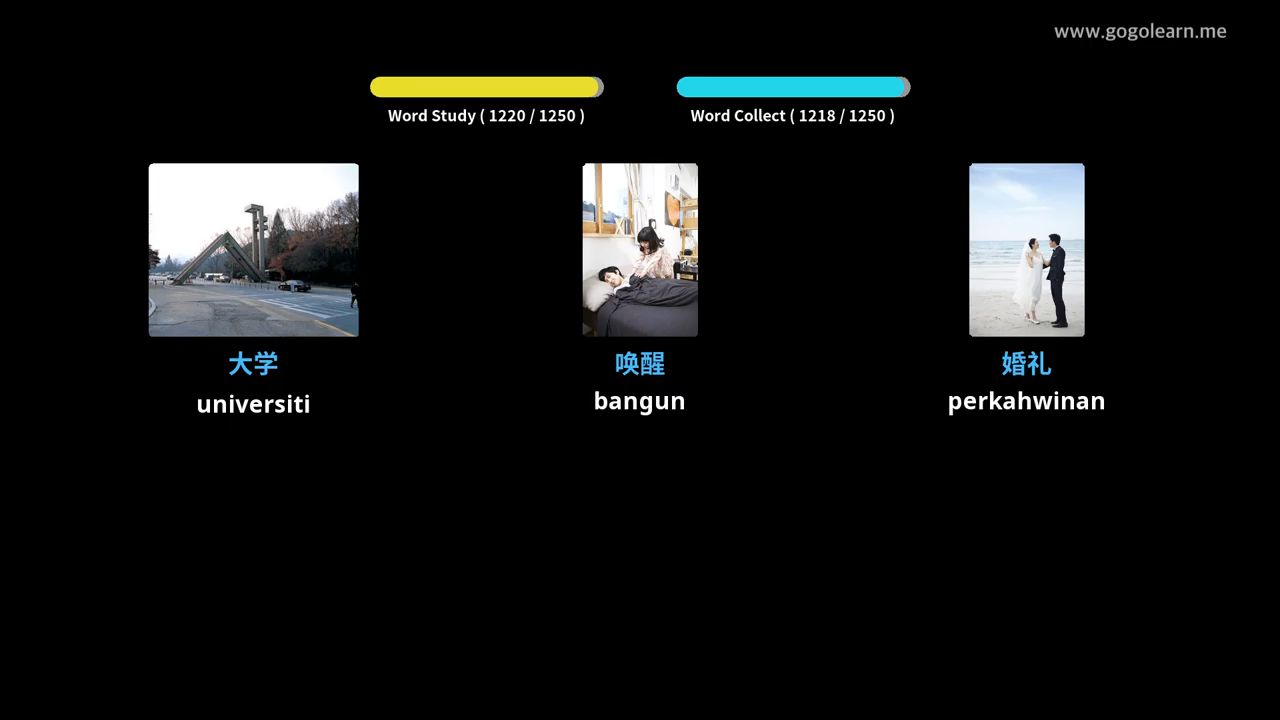 www.gogolearn.me
Word Study ( 1220 / 1250 )
Word Collect ( 1218 / 1250 )
大学
universiti
唤醒
bangun
婚礼
perkahwinan